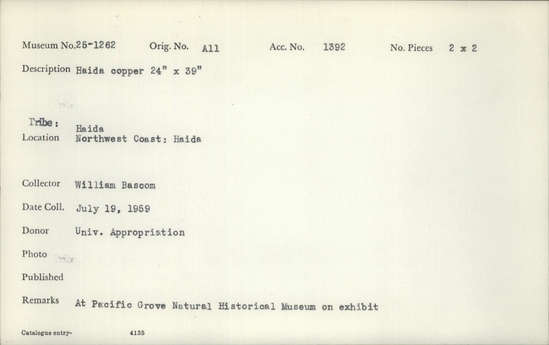 Museum No. 25-1262 Orig. No. A11 Acc. No. 1392 No. Pieces 2 x 2
Description Haida copper 24" x 39"
Tribe: Haida
Location Northwest Coast; Haida
Collector William Bascom
Date Coll. July 19, 1959
Donor Univ. Appropriation
Photo
Published
Remarks At Pacific Grove Natural Historical Museum on exhibit
Catalogue entry- 4135